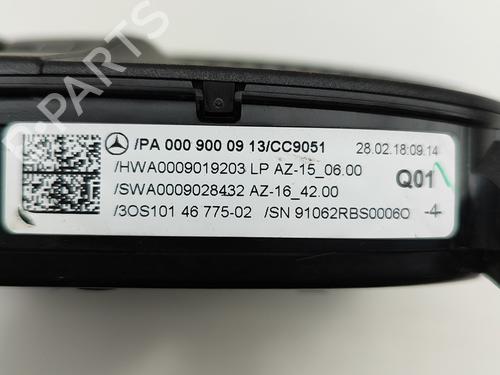 /PA 000 900 09 13/CC9051 28.02.18:09.14
/HWA0009019203 LP AZ-15_06.00 Q01
/SWA0009028432 AZ-16_42.00
/3OS101 46 775-02 /SN 91062RBS0006O -4
B-PARTS